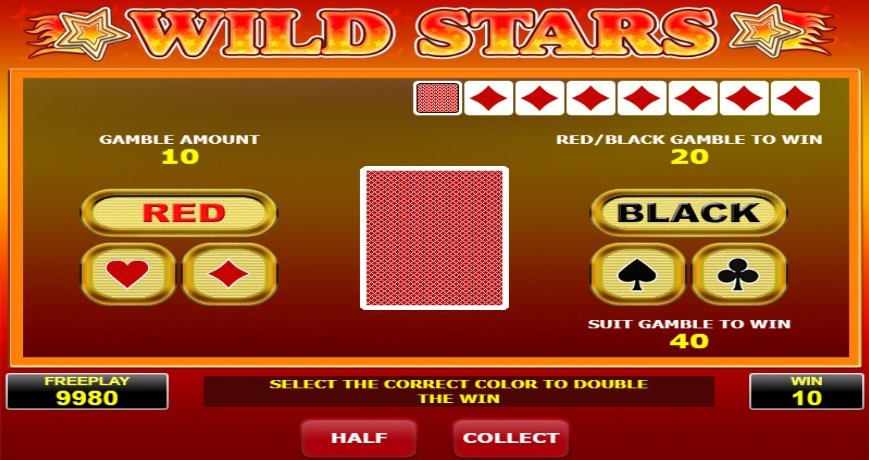 WILD STARS
GAMBLE AMOUNT
10
RED/BLACK GAMBLE TO WIN
20
RED
BLACK
SUIT GAMBLE TO WIN
40
FREEPLAY
9980
SELECT THE CORRECT COLOR TO DOUBLE
THE WIN
WIN
10
HALF
COLLECT